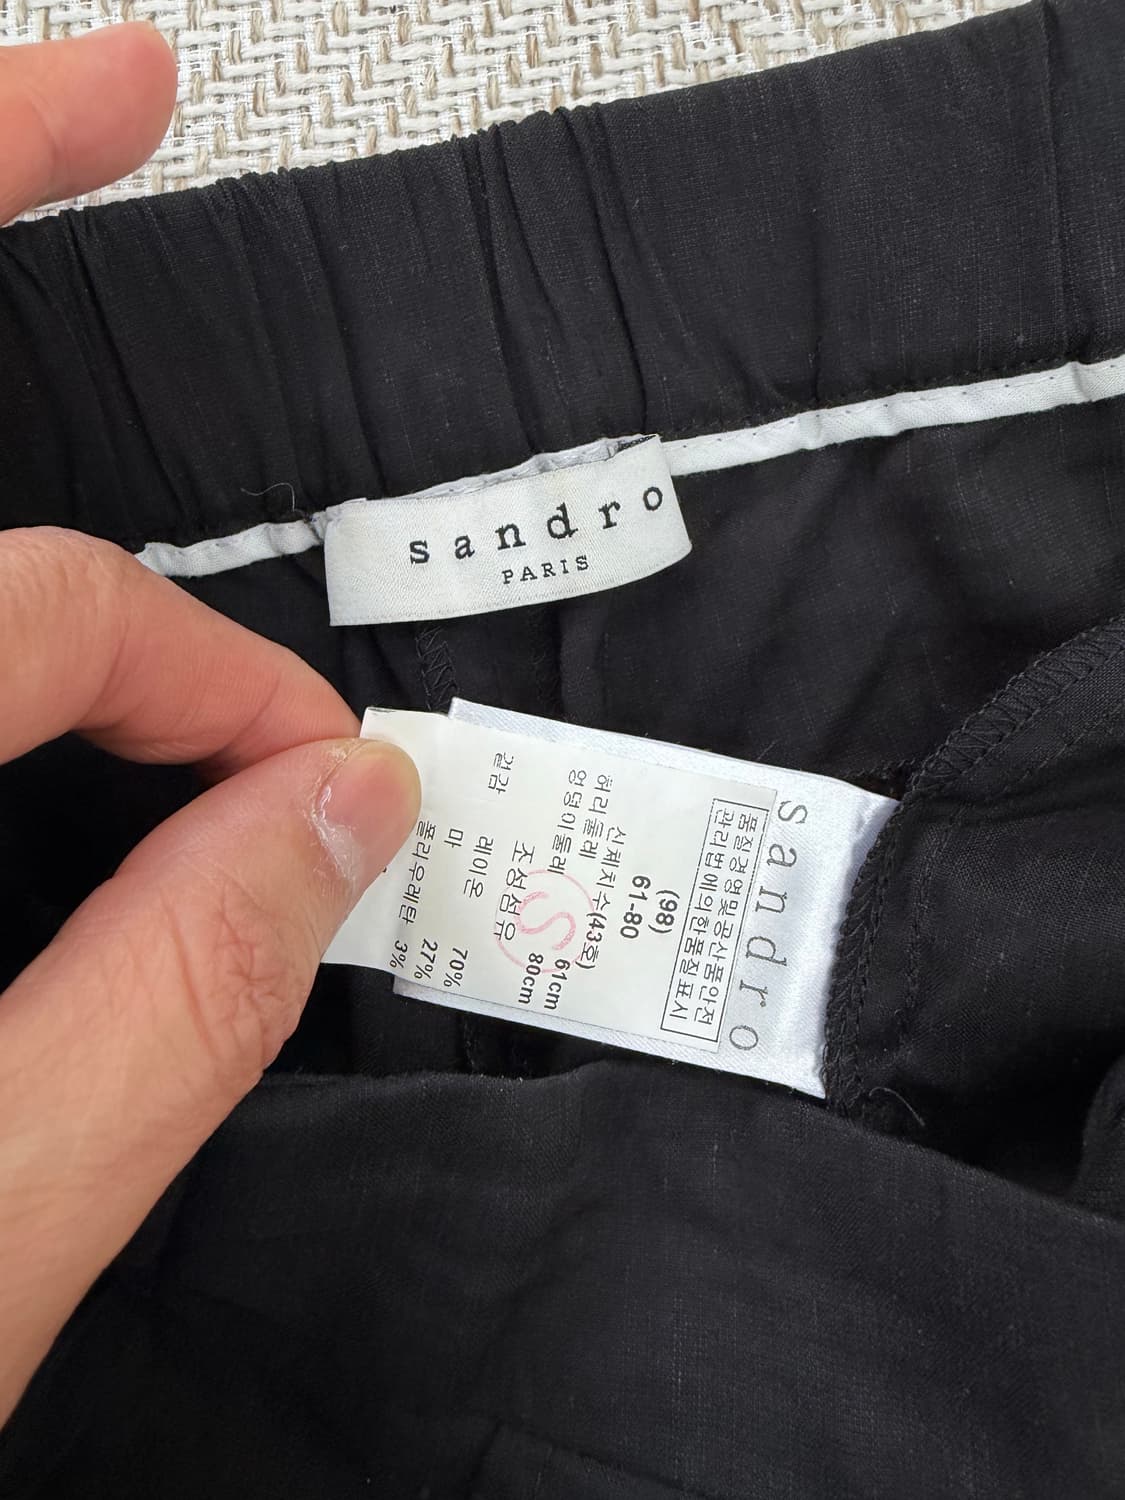 sandro
PARIS
sandro
품질경영및공산품안전
관리법에의한품질표시
(98)
61-80
신체치수(43호)
허리둘레 61cm
엉덩이둘레 80cm
조성섬유
겉감 레이온 70%
마 27%
폴리우레탄 3%
S